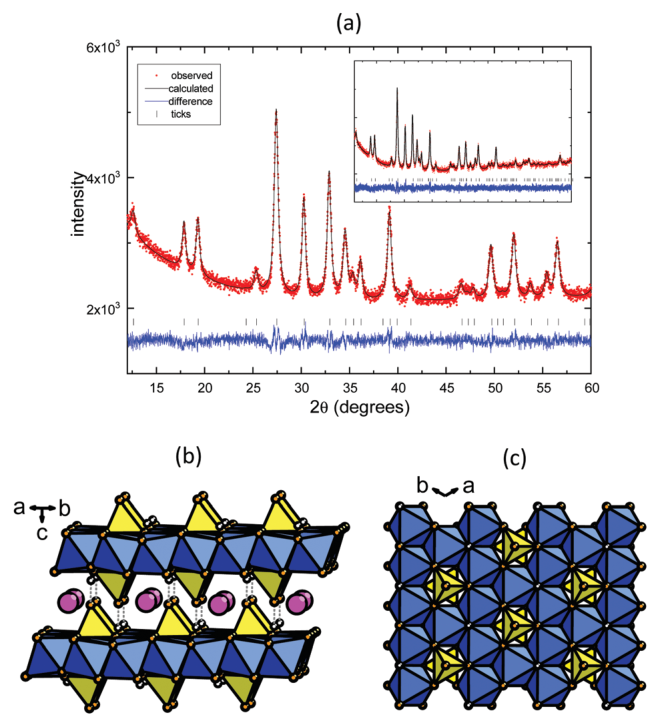 (a)
6x10³
4x10³
2x10³
intensity
observed
calculated
difference
ticks
15 20 25 30 35 40 45 50 55 60
2θ (degrees)
(b)
(c)
a b
c
b a